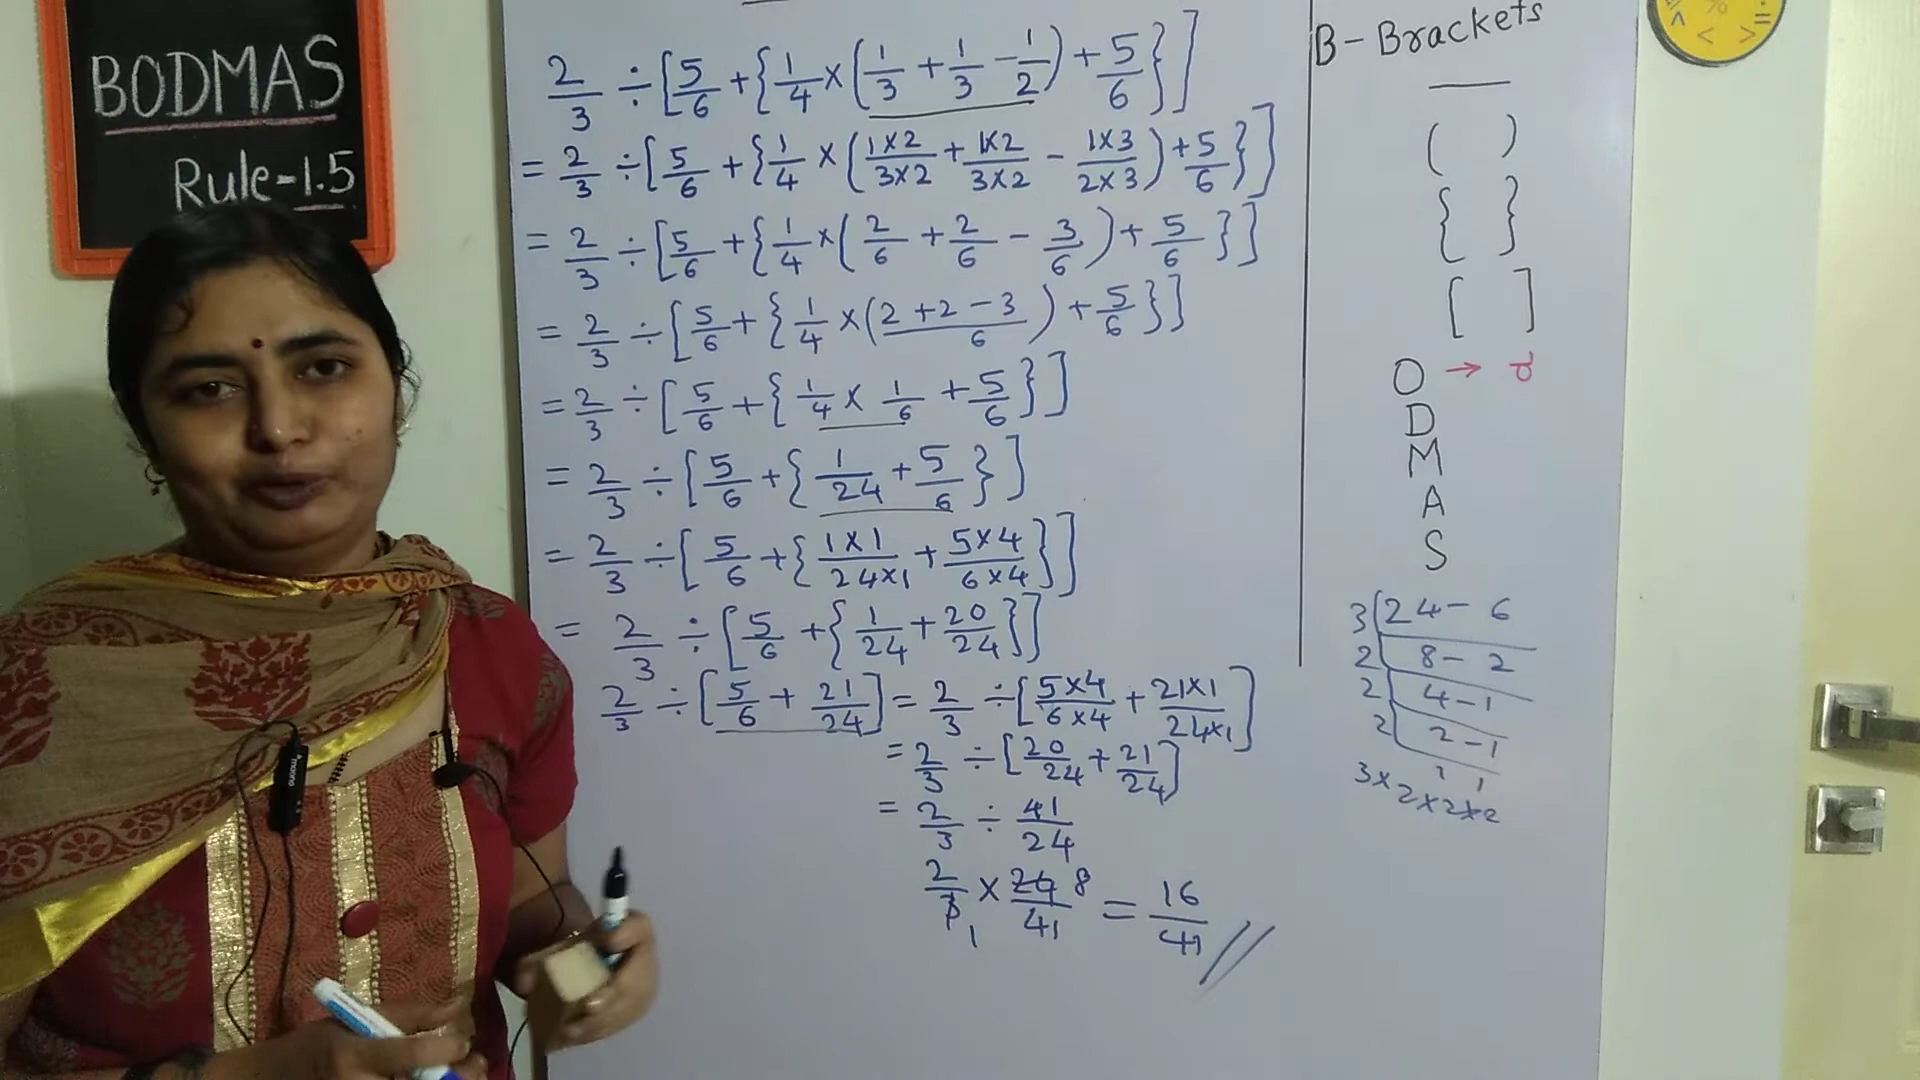 BODMAS
Rule-1.5
2/3 ÷ [5/6 + {1/4 × (1/3 + 1/3 - 1/2) + 5/6}]
= 2/3 ÷ [5/6 + {1/4 × (1×2/3×2 + 1×2/3×2 - 1×3/2×3) + 5/6}]
= 2/3 ÷ [5/6 + {1/4 × (2/6 + 2/6 - 3/6) + 5/6}]
= 2/3 ÷ [5/6 + {1/4 × (2+2-3/6) + 5/6}]
= 2/3 ÷ [5/6 + {1/4 × 1/6 + 5/6}]
= 2/3 ÷ [5/6 + {1/24 + 5/6}]
= 2/3 ÷ [5/6 + {1×1/24×1 + 5×4/6×4}]
= 2/3 ÷ [5/6 + {1/24 + 20/24}]
2/3 ÷ [5/6 + 21/24] = 2/3 ÷ [5×4/6×4 + 21×1/24×1]
= 2/3 ÷ [20/24 + 21/24]
= 2/3 ÷ 41/24
2/3 1 × 24/41 8 = 16/41 //
B- Brackets
—
( )
{ }
[ ]
O →
D
M
A
S
3 24 - 6
2 8 - 2
2 4 - 1
2 2 - 1
1 1
3×2×2×2
% ÷ =
^ < >
morano